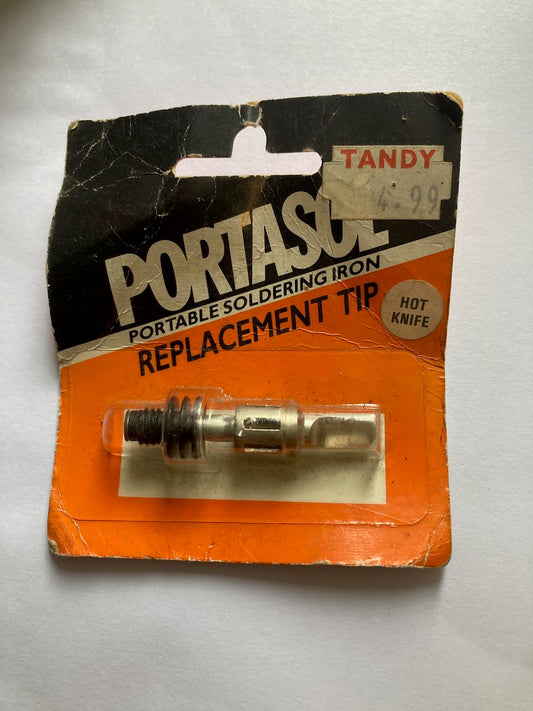 TANDY
4.99
PORTASOL
PORTABLE SOLDERING IRON
REPLACEMENT TIP
HOT
KNIFE